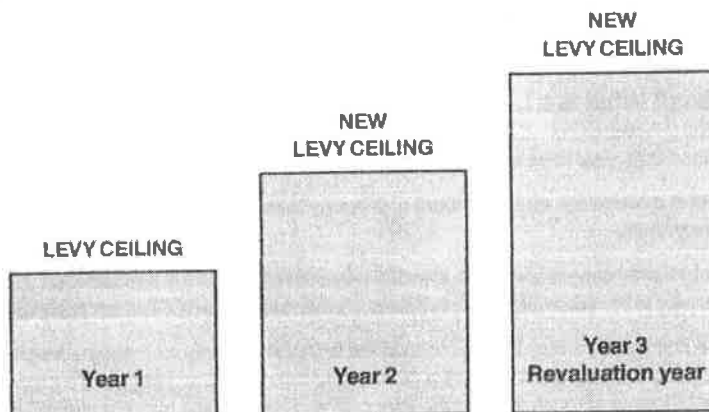 LEVY CEILING
Year 1
NEW
LEVY CEILING
Year 2
NEW
LEVY CEILING
Year 3
Revaluation year